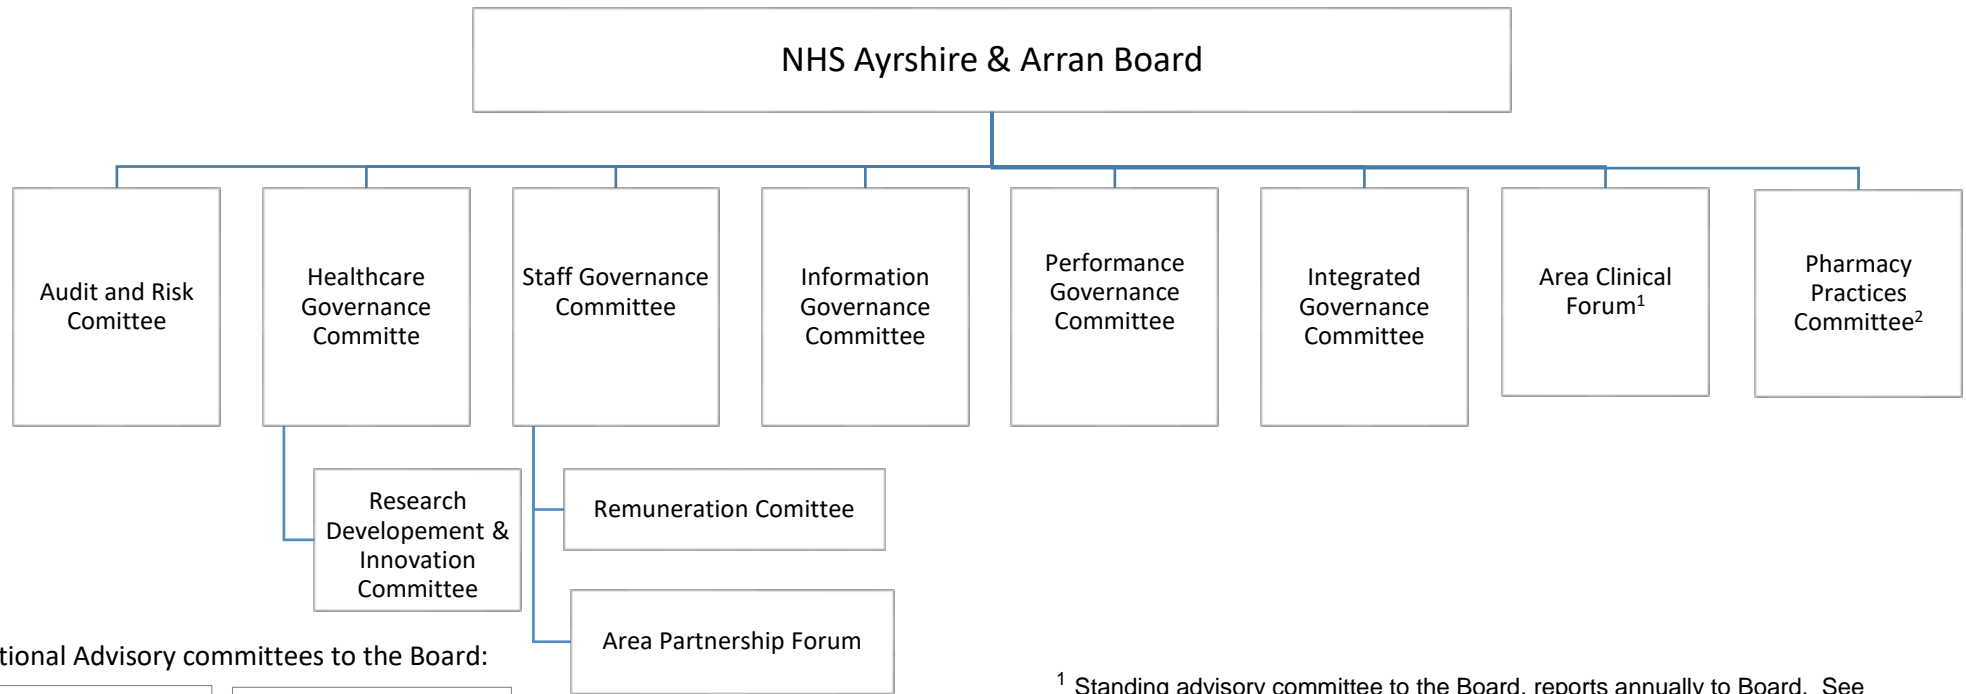 NHS Ayrshire & Arran Board
Audit and Risk
Comittee
Healthcare
Governance
Committe
Staff Governance
Committee
Information
Governance
Committee
Performance
Governance
Committee
Integrated
Governance
Committee
Area Clinical
Forum¹
Pharmacy
Practices
Committee²
Research
Developement &
Innovation
Committee
Remuneration Comittee
Area Partnership Forum
tional Advisory committees to the Board:
¹ Standing advisory committee to the Board, reports annually to Board. See